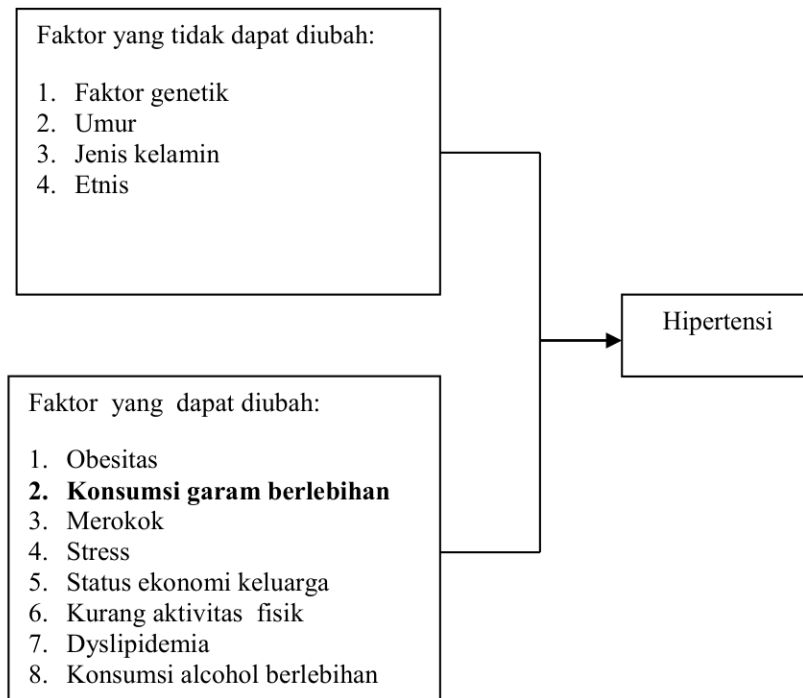 Faktor yang tidak dapat diubah:
1. Faktor genetik
2. Umur
3. Jenis kelamin
4. Etnis
Hipertensi
Faktor yang dapat diubah:
1. Obesitas
2. Konsumsi garam berlebihan
3. Merokok
4. Stress
5. Status ekonomi keluarga
6. Kurang aktivitas fisik
7. Dyslipidemia
8. Konsumsi alcohol berlebihan